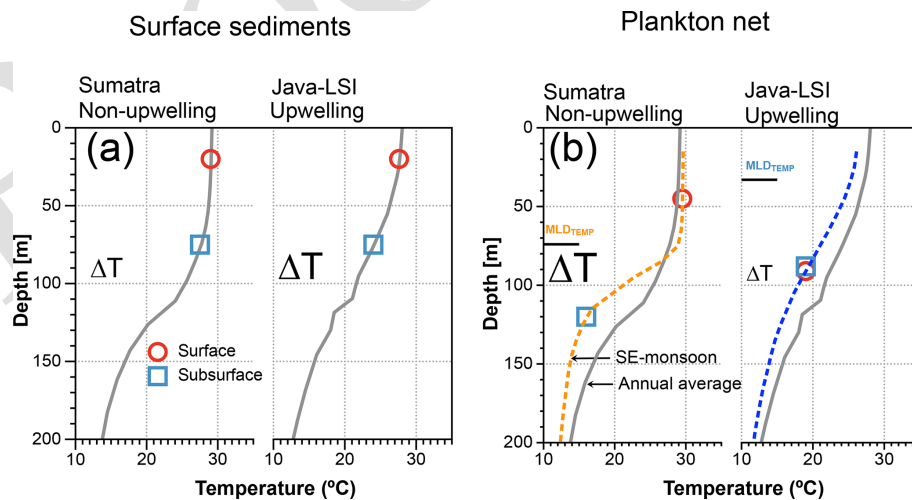 Surface sediments
Plankton net
Sumatra
Non-upwelling
Java-LSI
Upwelling
Sumatra
Non-upwelling
Java-LSI
Upwelling
(a)
(b)
0
50
100
150
200
Depth [m]
ΔT
ΔT
Surface
Subsurface
10 20 30
10 20 30
Temperature (ºC)
0
50
100
150
200
Depth [m]
MLDTEMP
ΔT
MLDTEMP
ΔT
SE-monsoon
Annual average
10 20 30
10 20 30
Temperature (ºC)